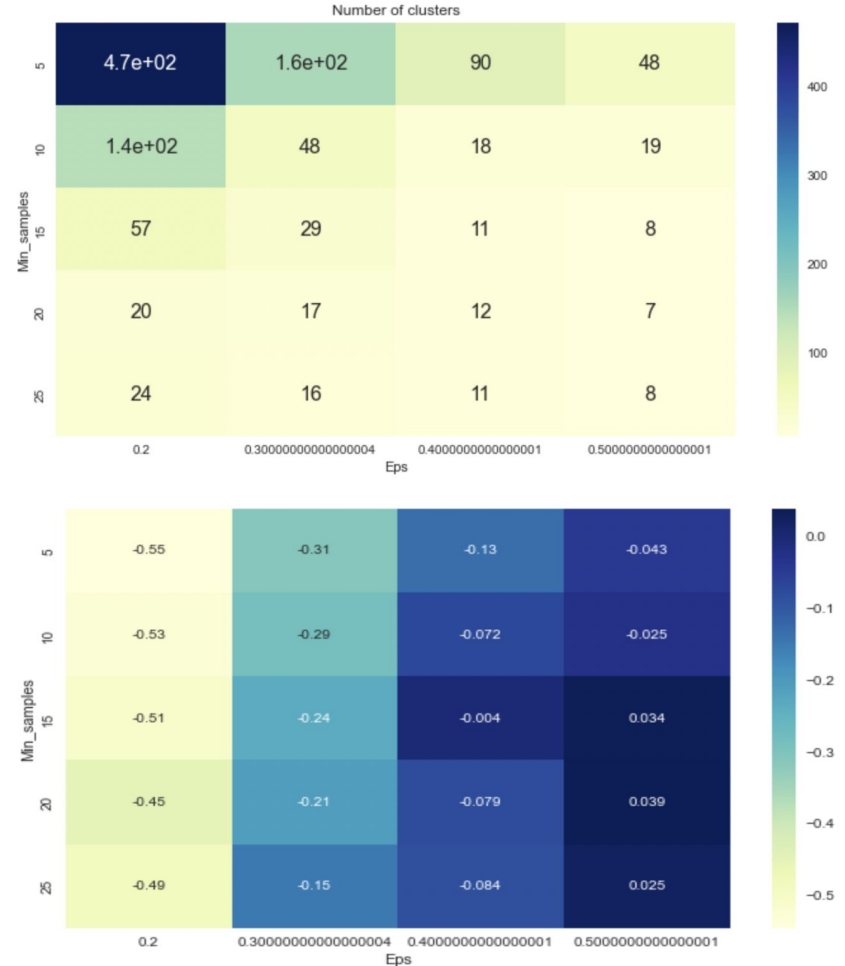 Number of clusters
5 4.7e+02 1.6e+02 90 48
400
10 1.4e+02 48 18 19
300
Min_samples
15 57 29 11 8
200
20 20 17 12 7
100
25 24 16 11 8
0.2 0.30000000000000004 0.4000000000000001 0.5000000000000001
Eps
0.0
5 -0.55 -0.31 -0.13 -0.043
−0.1
10 -0.53 -0.29 -0.072 -0.025
−0.2
Min_samples
15 -0.51 -0.24 -0.004 0.034
−0.3
20 -0.45 -0.21 -0.079 0.039
−0.4
25 -0.49 -0.15 -0.084 0.025
−0.5
0.2 0.30000000000000004 0.4000000000000001 0.5000000000000001
Eps